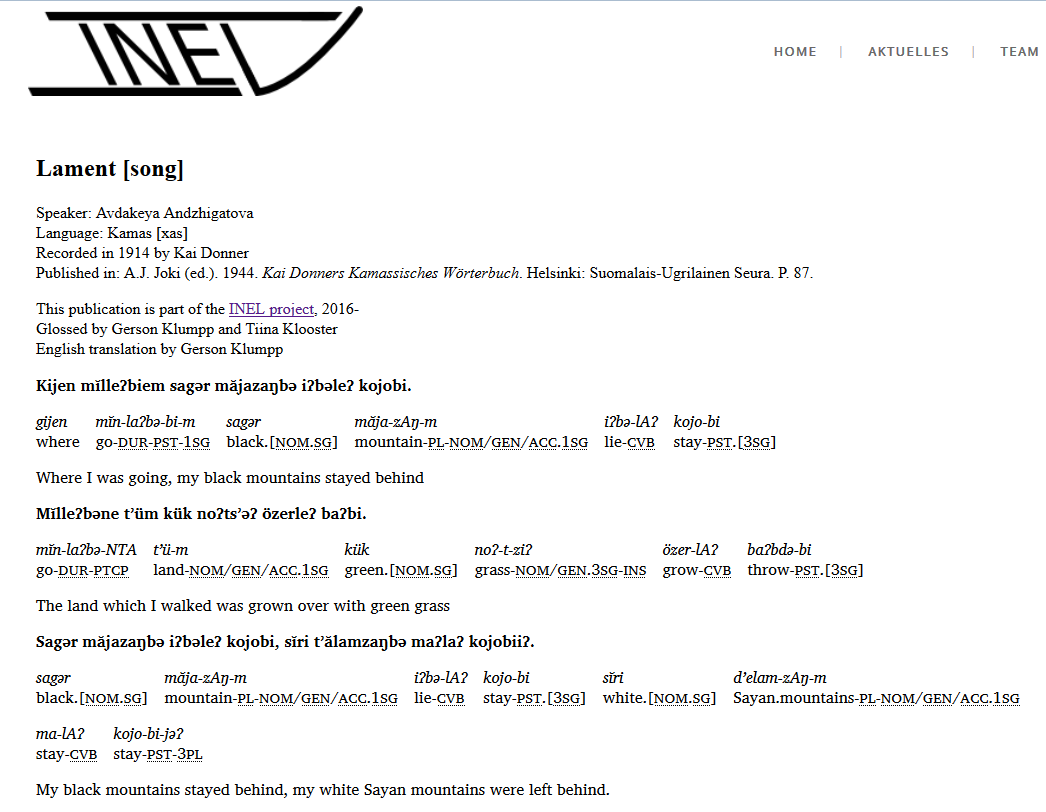 INEL
HOME | AKTUELLES | TEAM
Lament [song]
Speaker: Avdakeya Andzhigatova
Language: Kamas [xas]
Recorded in 1914 by Kai Donner
Published in: A.J. Joki (ed.). 1944. Kai Donners Kamassisches Wörterbuch. Helsinki: Suomalais-Ugrilainen Seura. P. 87.
This publication is part of the INEL project, 2016-
Glossed by Gerson Klumpp and Tiina Klooster
English translation by Gerson Klumpp
Kijen mĭlleʔbiem sagər măjazaŋbə iʔbəleʔ kojobi.
gijen mĭn-laʔbə-bi-m sagər măja-zAŋ-m iʔbə-lAʔ kojo-bi
where go-DUR-PST-1SG black.[NOM.SG] mountain-PL-NOM/GEN/ACC.1SG lie-CVB stay-PST.[3SG]
Where I was going, my black mountains stayed behind
Mĭlleʔbəne t’üm kük noʔts’əʔ özerleʔ baʔbi.
mĭn-laʔbə-NTA t’ü-m kük noʔ-t-ziʔ özer-lAʔ baʔbdə-bi
go-DUR-PTCP land-NOM/GEN/ACC.1SG green.[NOM.SG] grass-NOM/GEN.3SG-INS grow-CVB throw-PST.[3SG]
The land which I walked was grown over with green grass
Sagər măjazaŋbə iʔbəleʔ kojobi, sĭri t’ălamzaŋbə maʔlaʔ kojobiiʔ.
sagər măja-zAŋ-m iʔbə-lAʔ kojo-bi sĭri d’elam-zAŋ-m
black.[NOM.SG] mountain-PL-NOM/GEN/ACC.1SG lie-CVB stay-PST.[3SG] white.[NOM.SG] Sayan.mountains-PL-NOM/GEN/ACC.1SG
ma-lAʔ kojo-bi-jəʔ
stay-CVB stay-PST-3PL
My black mountains stayed behind, my white Sayan mountains were left behind.